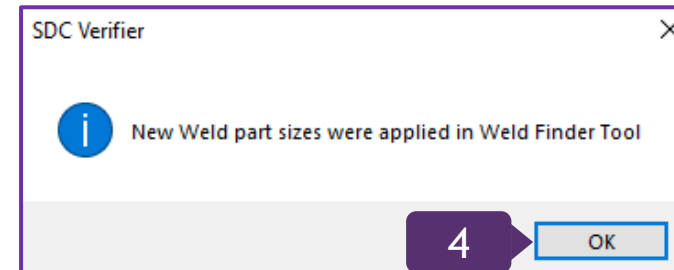 SDC Verifier
New Weld part sizes were applied in Weld Finder Tool
4
OK